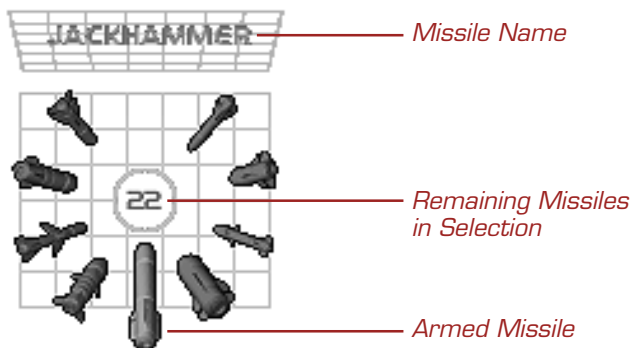 JACKHAMMER
Missile Name
22
Remaining Missiles
in Selection
Armed Missile